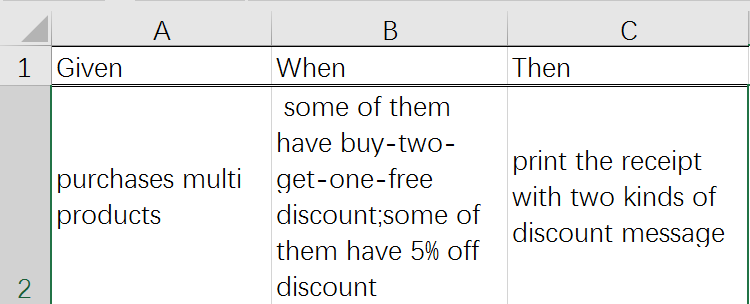 A B C
1 Given When Then
purchases multi
products
some of them
have buy-two-
get-one-free
discount;some of
them have 5% off
discount
print the receipt
with two kinds of
discount message
2